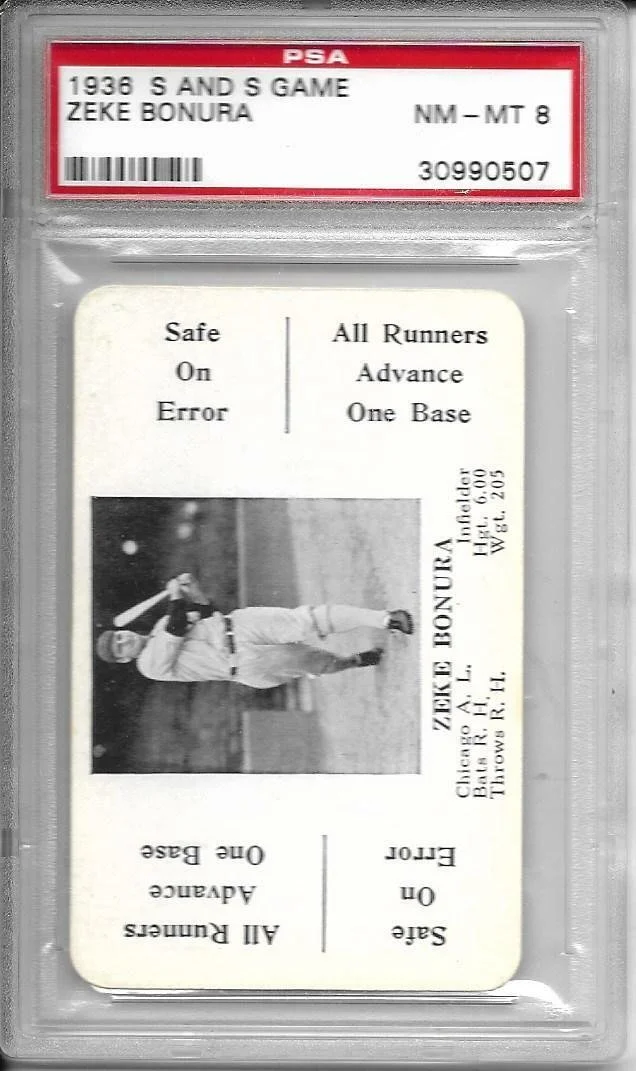 PSA
1936 S AND S GAME
ZEKE BONURA
NM - MT 8
30990507
Safe
On
Error
All Runners
Advance
One Base
ZEKE BONURA
Chicago A. L. Infielder
Bats R. H. Hgt. 6.00
Throws R. H. Wgt. 205
Safe
On
Error
All Runners
Advance
One Base